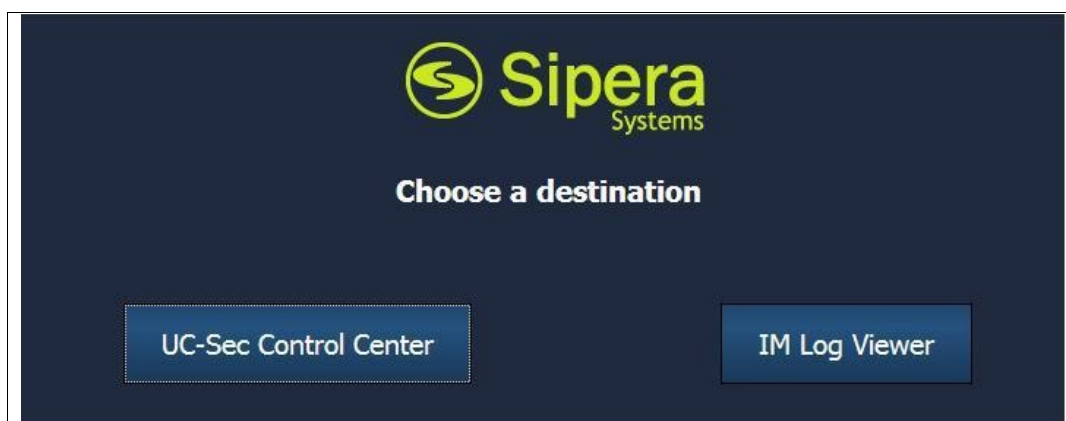 Sipera
Systems
Choose a destination
UC-Sec Control Center
IM Log Viewer